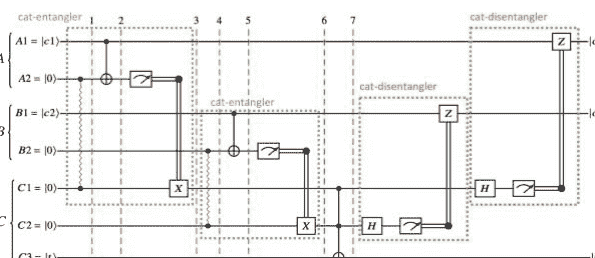 cat-entangler
cat-disentangler
1 2 3 4 5 6 7
A1 = |c1⟩
Z
A
A2 = |0⟩
cat-disentangler
cat-entangler
B1 = |c2⟩
Z
B
B2 = |0⟩
C1 = |0⟩
X
H
C
C2 = |0⟩
X
H
C3 = |t⟩